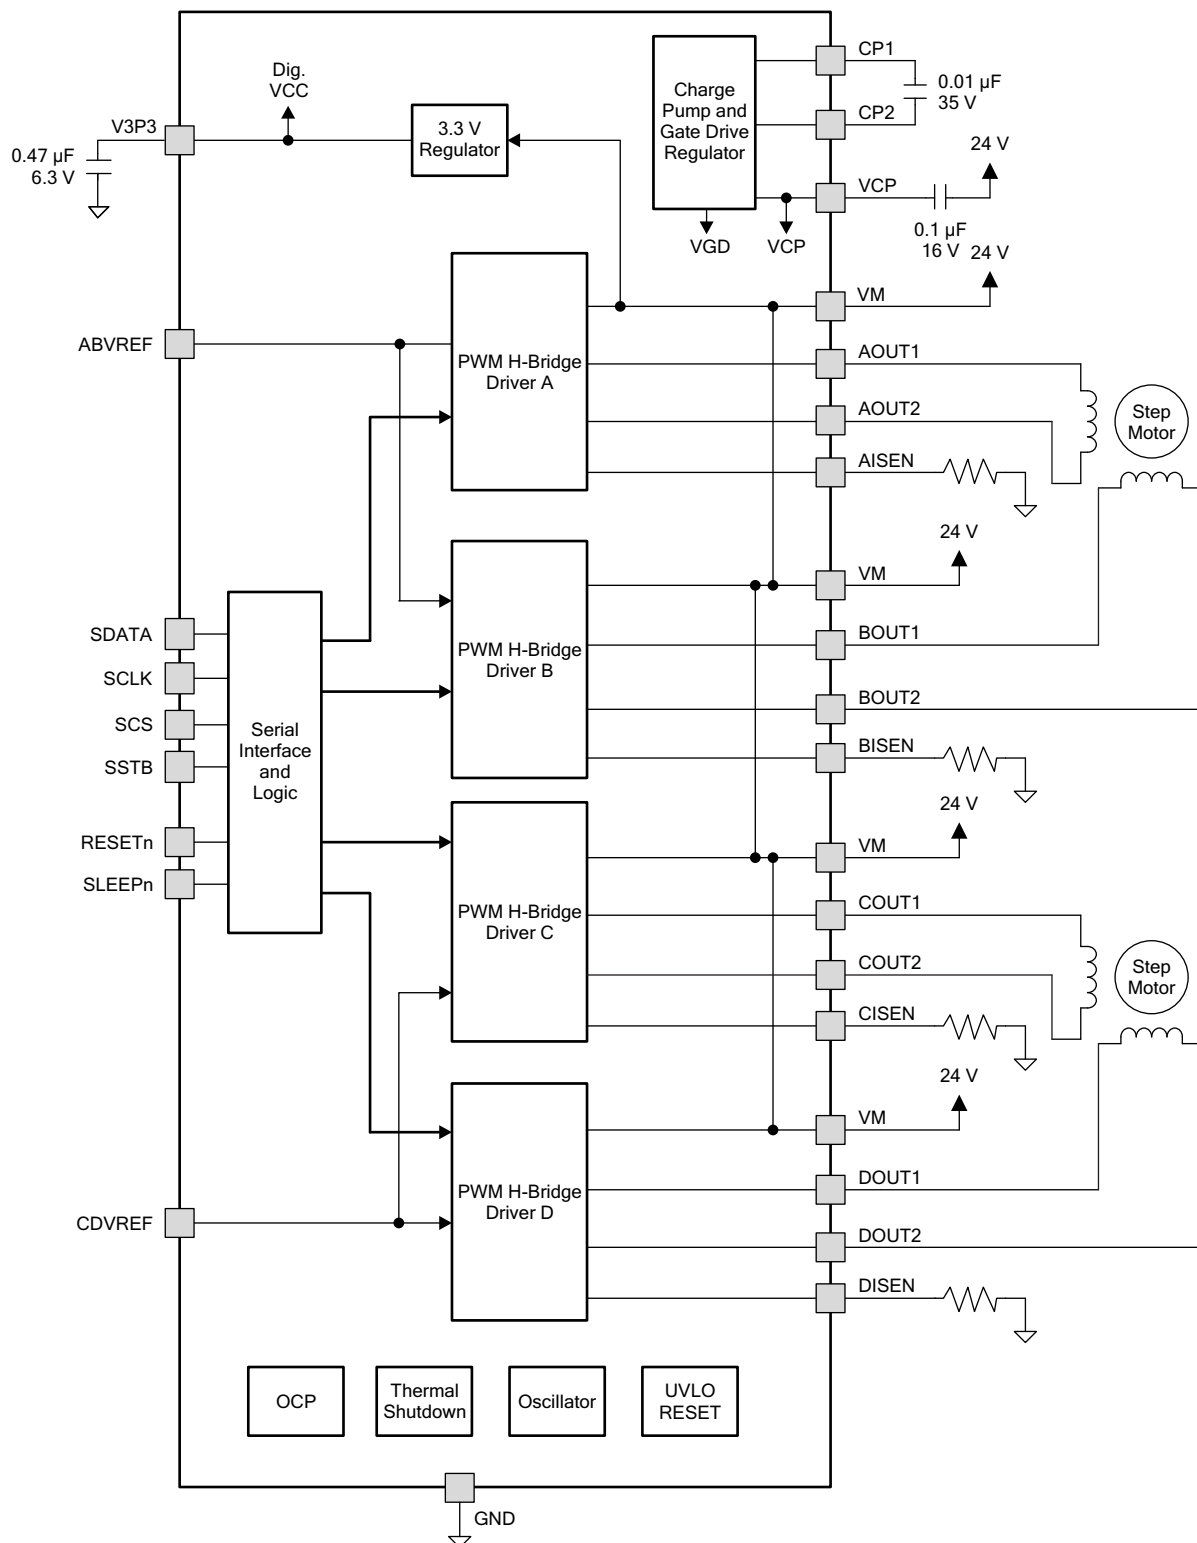 Dig.
VCC
V3P3
0.47 µF
6.3 V
3.3 V
Regulator
Charge
Pump and
Gate Drive
Regulator
CP1
0.01 µF
35 V
CP2
24 V
VCP
0.1 µF
16 V
VGD
VCP
24 V
VM
ABVREF
PWM H-Bridge
Driver A
AOUT1
AOUT2
Step
Motor
AISEN
24 V
VM
PWM H-Bridge
Driver B
BOUT1
BOUT2
BISEN
SDATA
SCLK
SCS
SSTB
RESETn
SLEEPn
Serial
Interface
and
Logic
24 V
VM
PWM H-Bridge
Driver C
COUT1
COUT2
Step
Motor
CISEN
24 V
VM
PWM H-Bridge
Driver D
DOUT1
DOUT2
DISEN
CDVREF
OCP
Thermal
Shutdown
Oscillator
UVLO
RESET
GND